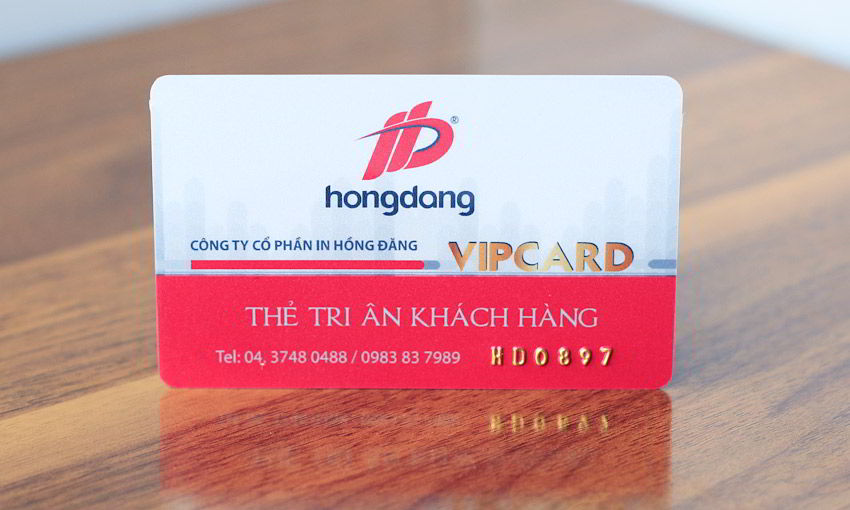 hongdang ®
CÔNG TY CỔ PHẦN IN HỒNG ĐĂNG
VIPCARD
THẺ TRI ÂN KHÁCH HÀNG
Tel: 04. 3748 0488 / 0983 83 7989
HD0897